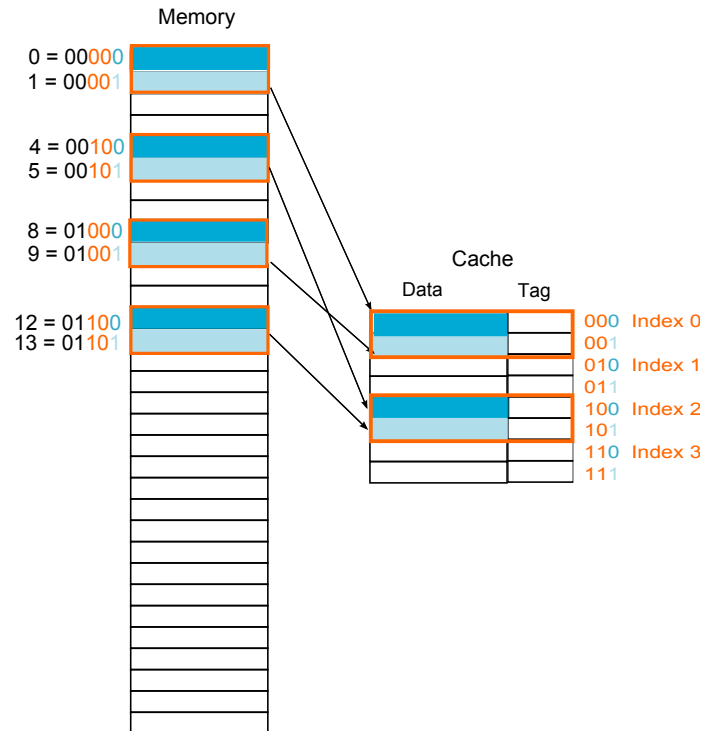 Memory
0 = 00000
1 = 00001
4 = 00100
5 = 00101
8 = 01000
9 = 01001
12 = 01100
13 = 01101
Cache
Data Tag
000 Index 0
001
010 Index 1
011
100 Index 2
101
110 Index 3
111